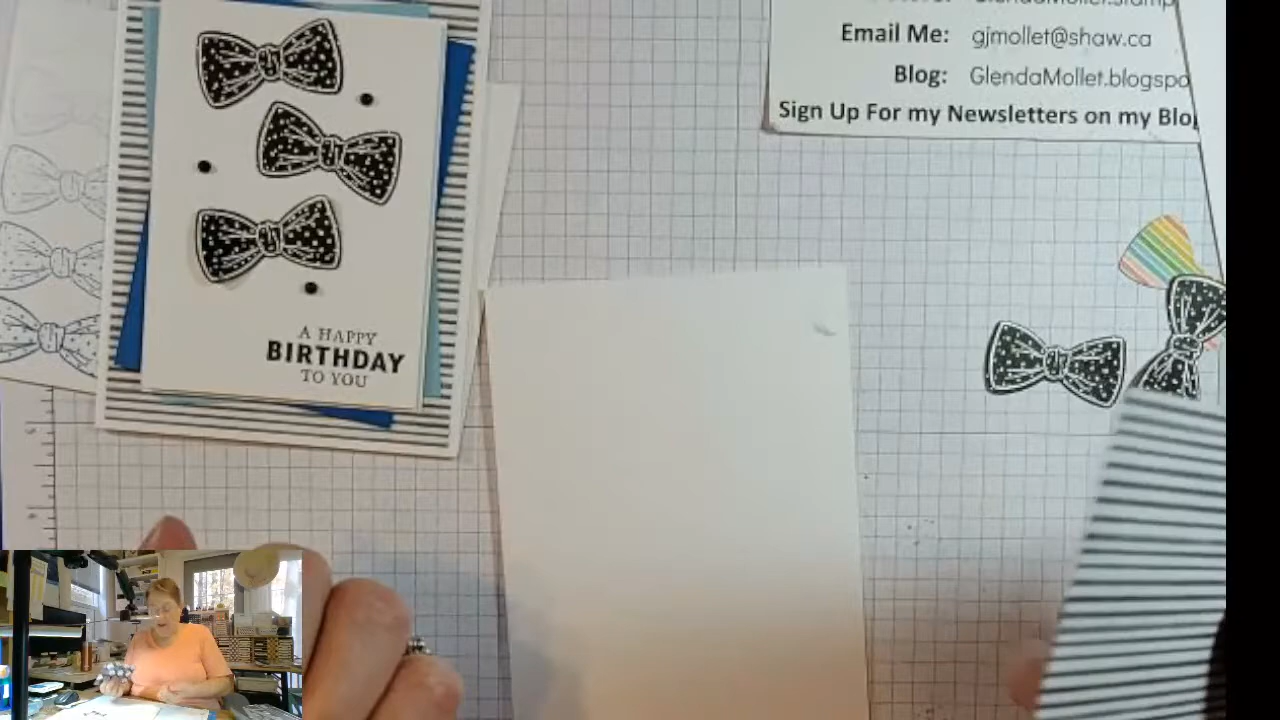 Email Me: gjmollet@shaw.ca
Blog: GlendaMollet.blogspo
Sign Up For my Newsletters on my Blo
A HAPPY
BIRTHDAY
TO YOU